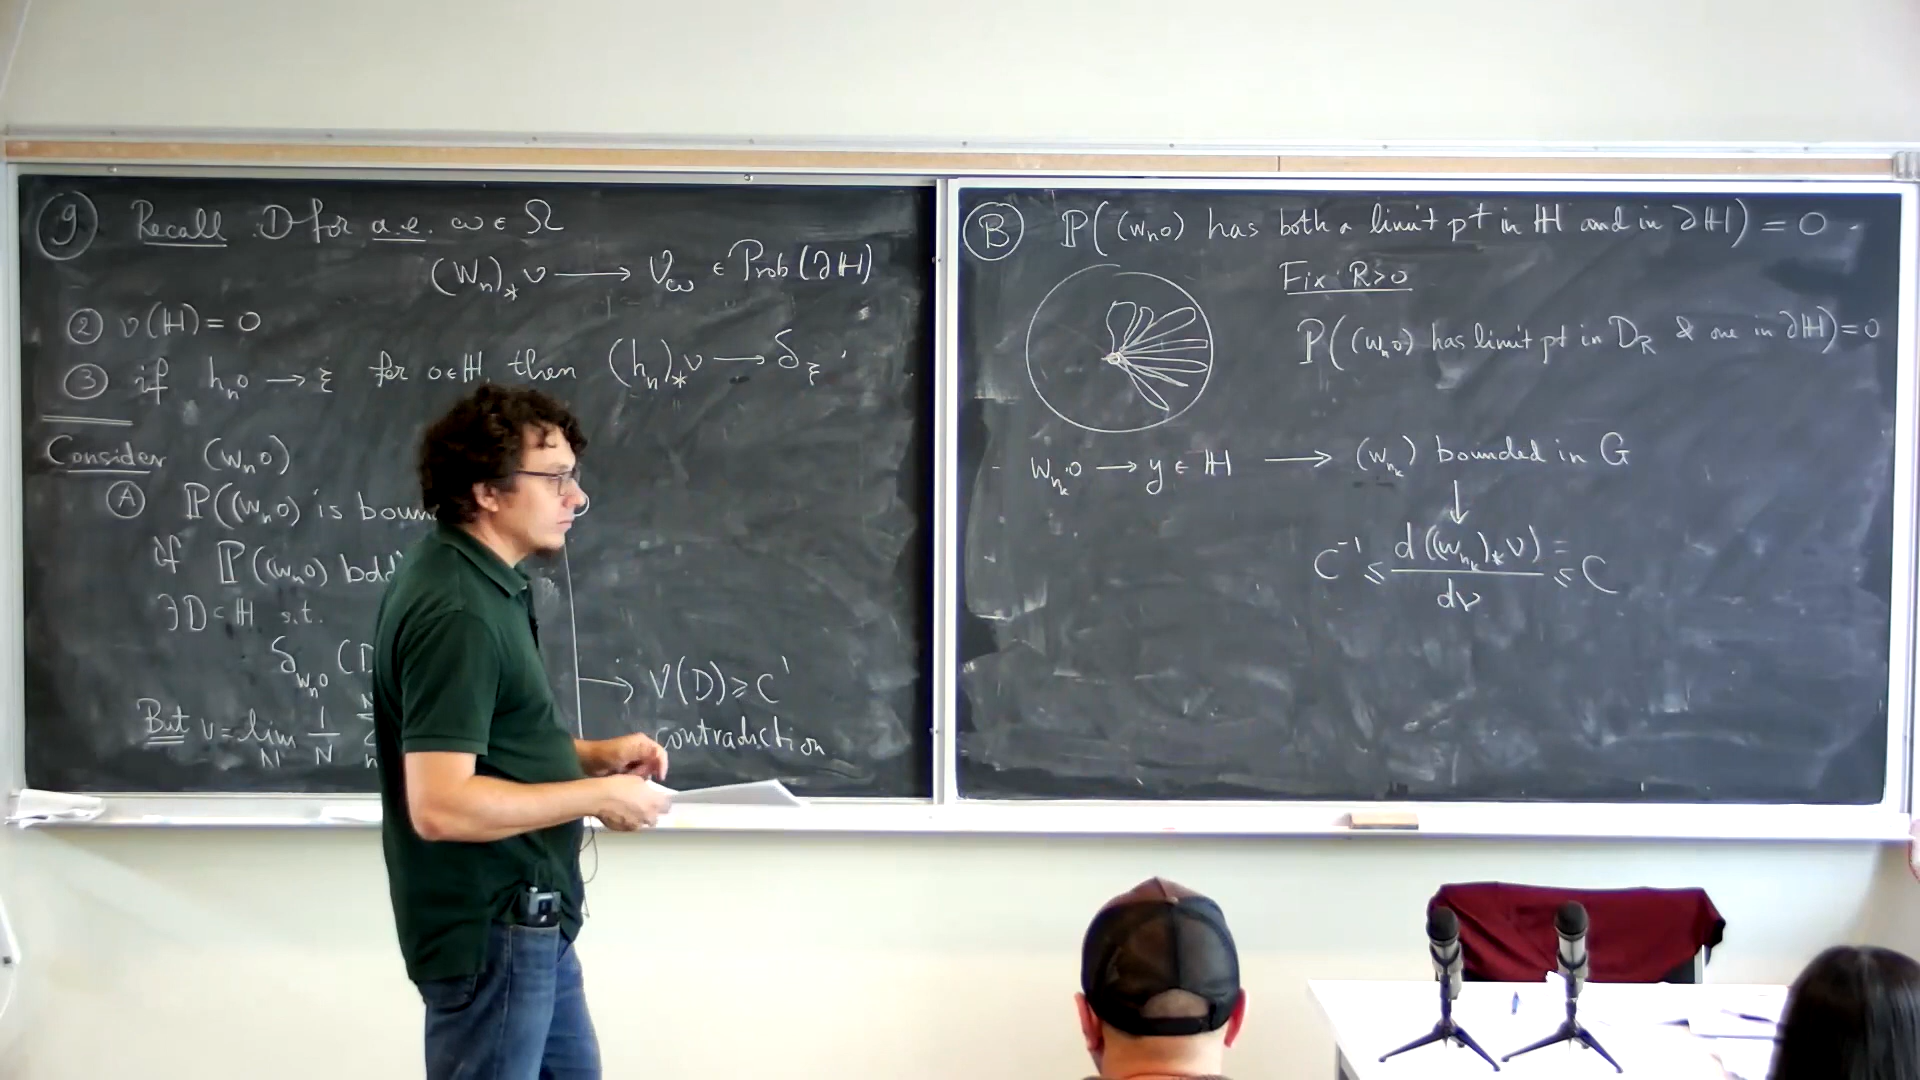 ⑨ Recall ① for a.e. ω ∈ Ω
(w_n)_* ν ⟶ ν_ω ∈ Prob(∂ℍ)
② ν(ℍ) = 0
③ if h_n o → ξ for o ∈ ℍ then (h_n)_* ν ⟶ δ_ξ.
Consider (w_n o)
Ⓐ ℙ((w_n o) is boun
if ℙ((w_n o) bdd
∃ D ⊂ ℍ s.t.
δ_{w_n o} (D
→ ν(D) ≥ C'
But ν = lim 1/N
contradiction
Ⓑ ℙ((w_n o) has both a limit pt in ℍ and in ∂ℍ) = 0.
Fix R>0
ℙ((w_n o) has limit pt in D_R & one in ∂ℍ) = 0
- w_{n_k} o ⟶ y ∈ ℍ ⟶ (w_{n_k}) bounded in G
↓
C^{-1} ≤ d((w_{n_k})_* ν) / dν ≤ C